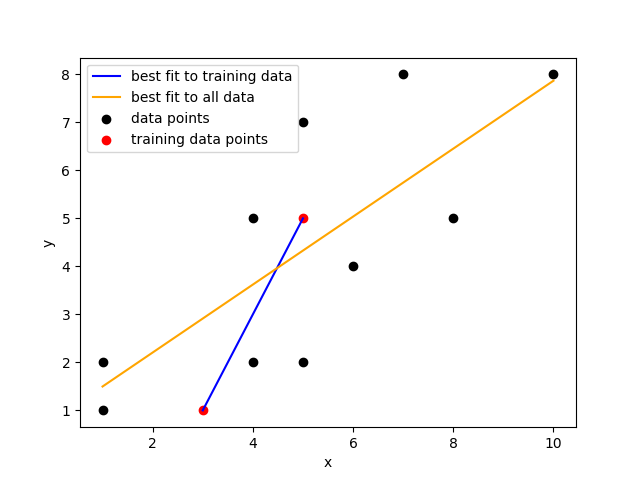 best fit to training data
best fit to all data
data points
training data points
8
7
6
5
4
3
2
1
y
2
4
6
8
10
x